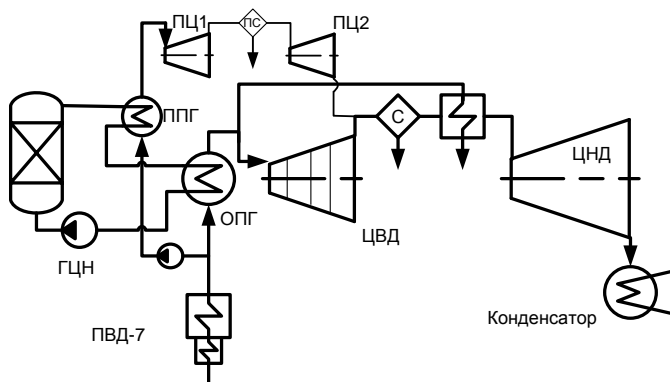 ПЦ1
ПС
ПЦ2
ППГ
С
ЦНД
ОПГ
ЦВД
ГЦН
Конденсатор
ПВД-7